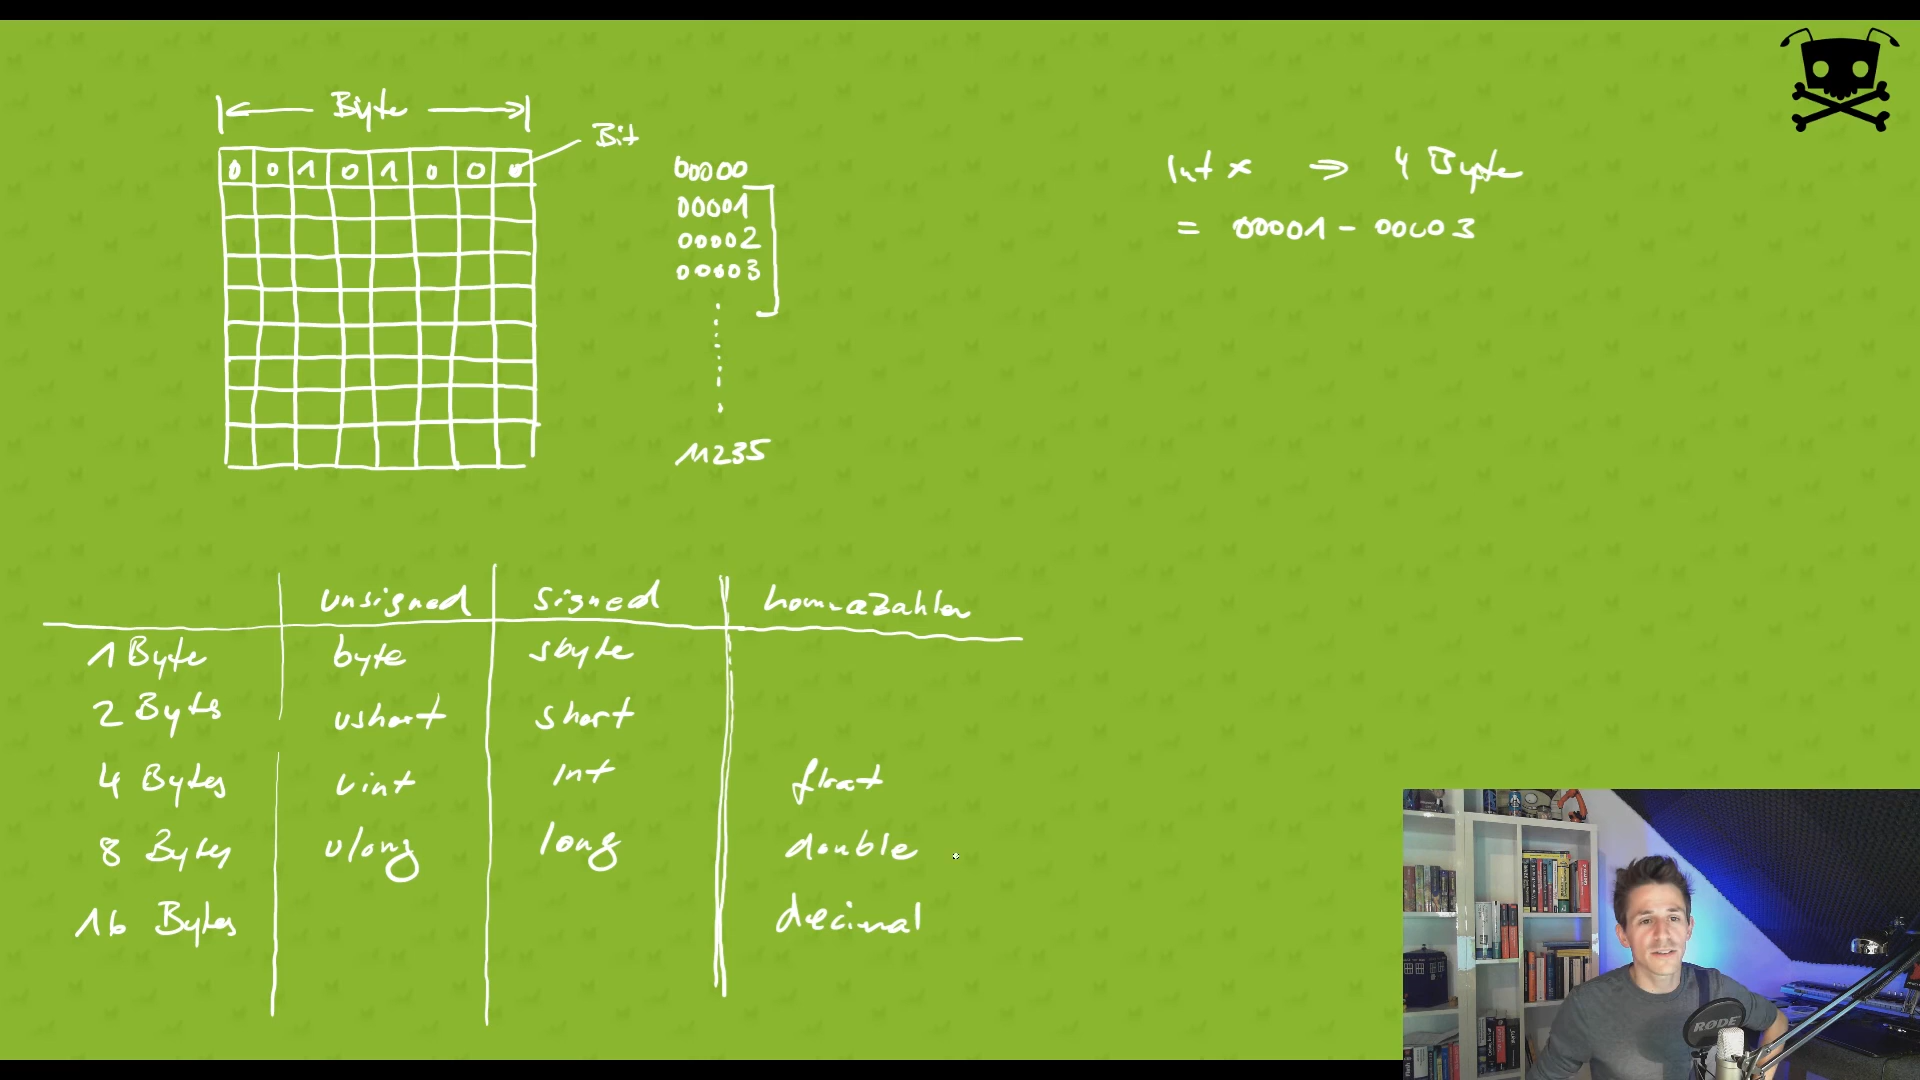 Byte
Bit
0 0 1 0 1 0 0 0
00000
00001
00002
00003
11235
int x => 4 Byte
= 00001 - 00003
unsigned signed kommazahlen
1 Byte byte sbyte
2 Bytes ushort short
4 Bytes uint int float
8 Bytes ulong long double
16 Bytes decimal
RODE